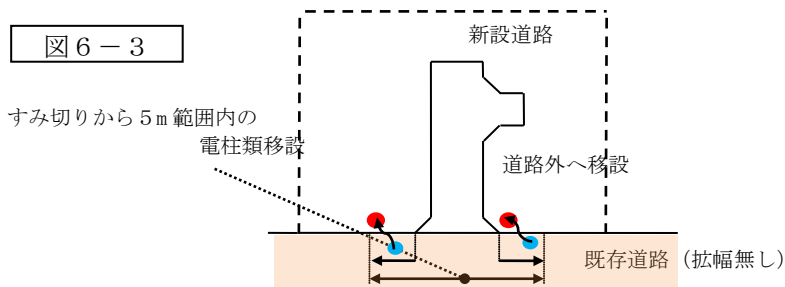 図６－３
新設道路
すみ切りから５ｍ範囲内の
電柱類移設
道路外へ移設
既存道路（拡幅無し）